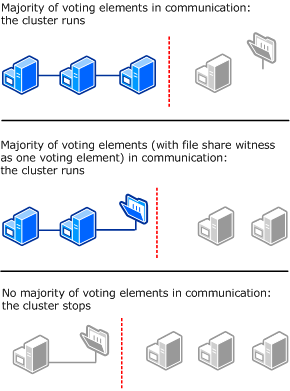 Majority of voting elements in communication:
the cluster runs
Majority of voting elements (with file share witness
as one voting element) in communication:
the cluster runs
No majority of voting elements in communication:
the cluster stops